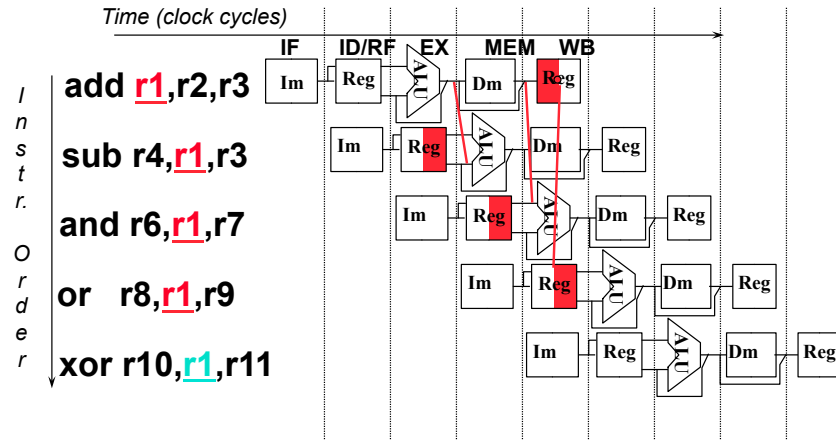 Time (clock cycles)
IF ID/RF EX MEM WB
Instr. Order
add r1,r2,r3
Im Reg ALU Dm Reg
sub r4,r1,r3
Im Reg ALU Dm Reg
and r6,r1,r7
Im Reg ALU Dm Reg
or r8,r1,r9
Im Reg ALU Dm Reg
xor r10,r1,r11
Im Reg ALU Dm Reg